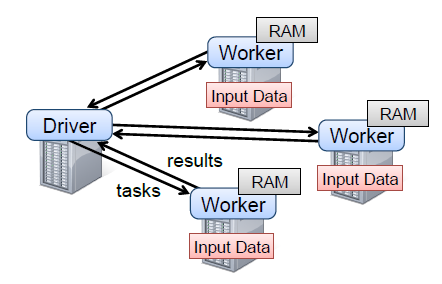 RAM
Worker
Input Data
RAM
Driver
Worker
results
Input Data
RAM
tasks
Worker
Input Data